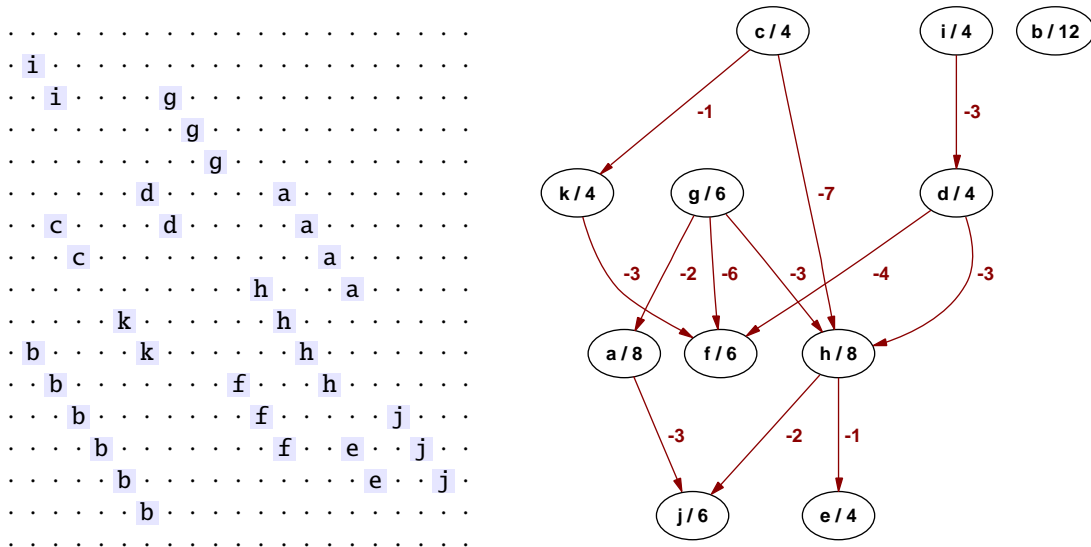 · · · · · · · · · · · · · · · · · · · · ·
· i · · · · · · · · · · · · · · · · · · ·
· · i · · · · g · · · · · · · · · · · · ·
· · · · · · · · g · · · · · · · · · · · ·
· · · · · · · · · g · · · · · · · · · · ·
· · · · · · d · · · · · a · · · · · · · ·
· · c · · · · d · · · · · a · · · · · · ·
· · · c · · · · · · · · · · a · · · · · ·
· · · · · · · · · · · h · · · a · · · · ·
· · · · · k · · · · · · h · · · · · · · ·
· b · · · · k · · · · · · h · · · · · · ·
· · b · · · · · · · f · · · h · · · · · ·
· · · b · · · · · · · f · · · · · j · · ·
· · · · b · · · · · · · f · · e · · j · ·
· · · · · b · · · · · · · · · · e · · j ·
· · · · · · b · · · · · · · · · · · · · ·
· · · · · · · · · · · · · · · · · · · · ·
c / 4
i / 4
b / 12
-1
-3
k / 4
g / 6
-7
d / 4
-3
-2
-6
-3
-4
-3
a / 8
f / 6
h / 8
-3
-2
-1
j / 6
e / 4